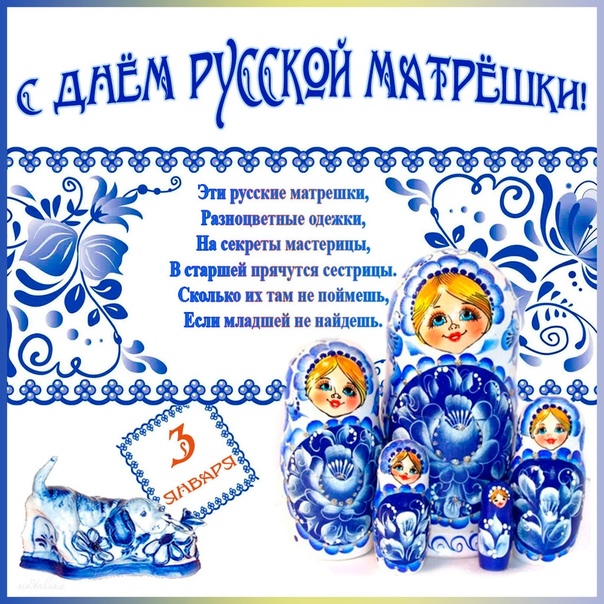 С ДНЁМ РУССКОЙ МАТРЁШКИ!
Эти русские матрешки,
Разноцветные одежки,
На секреты мастерицы,
В старшей прячутся сестрицы.
Сколько их там не поймешь,
Если младшей не найдешь.
3
ЯНВАРЯ